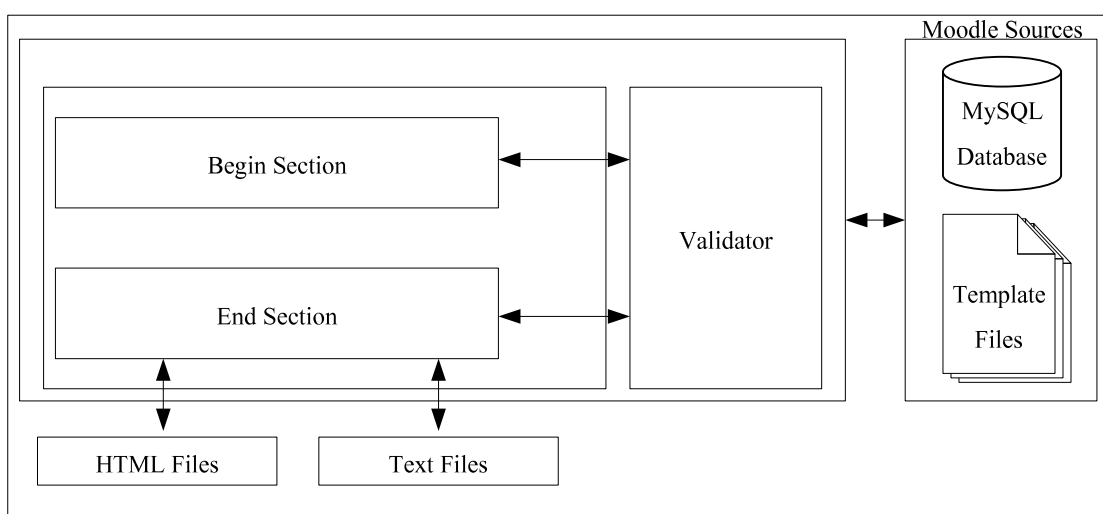 Moodle Sources
MySQL
Database
Begin Section
Validator
End Section
Template
Files
HTML Files
Text Files